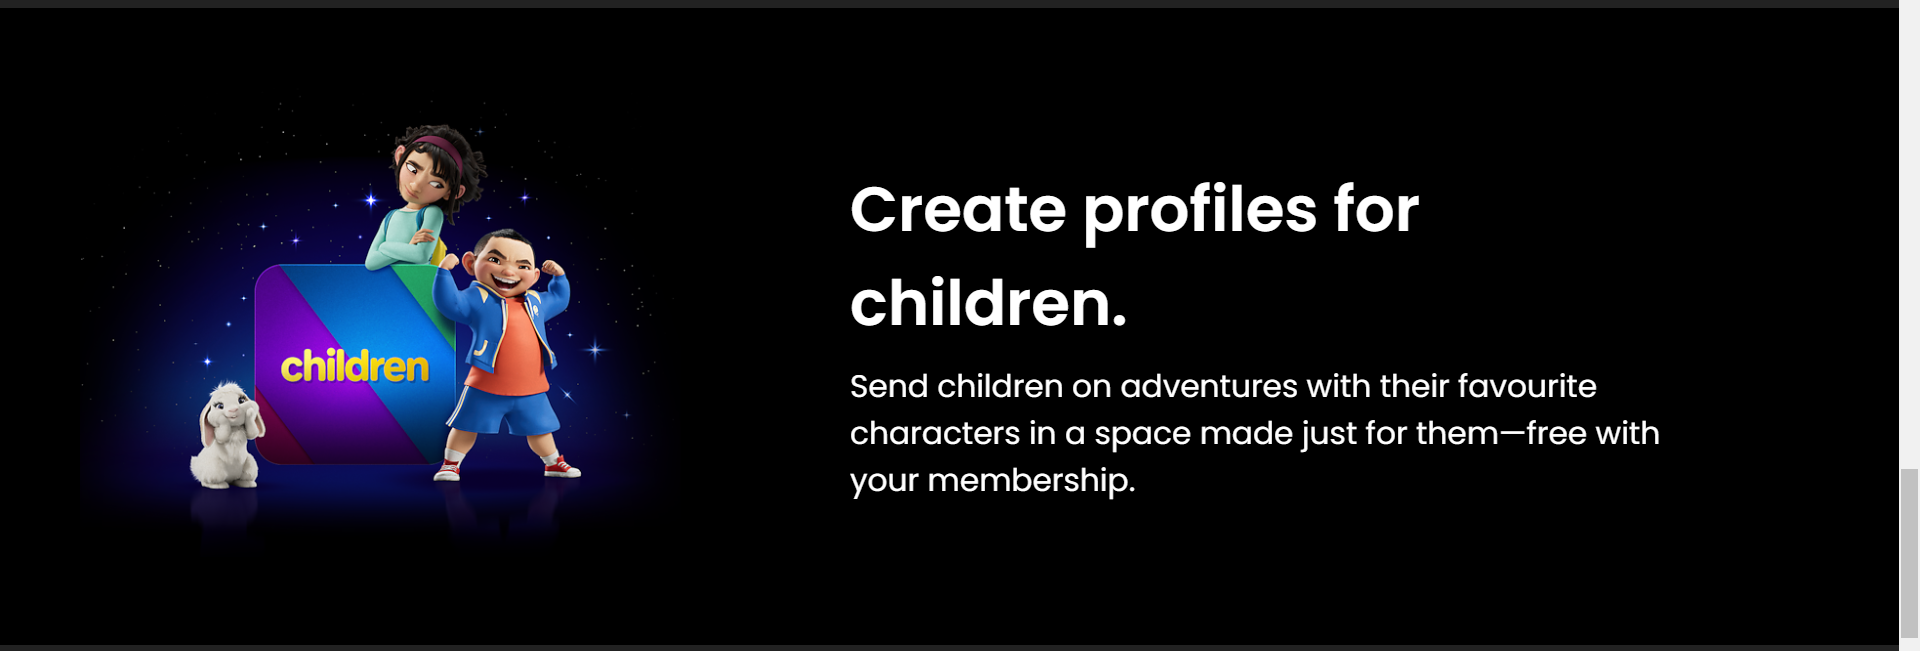 children
Create profiles for
children.
Send children on adventures with their favourite
characters in a space made just for them—free with
your membership.